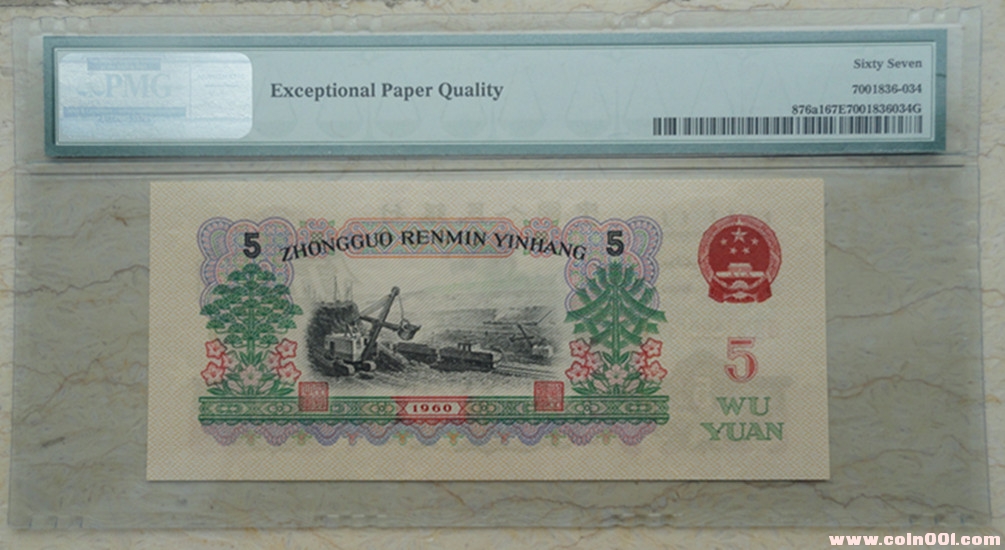 PMG
Exceptional Paper Quality
Sixty Seven
7001836-034
876a167E7001836034G
5 ZHONGGUO RENMIN YINHANG 5
5
WU
YUAN
1960
www.coin001.com